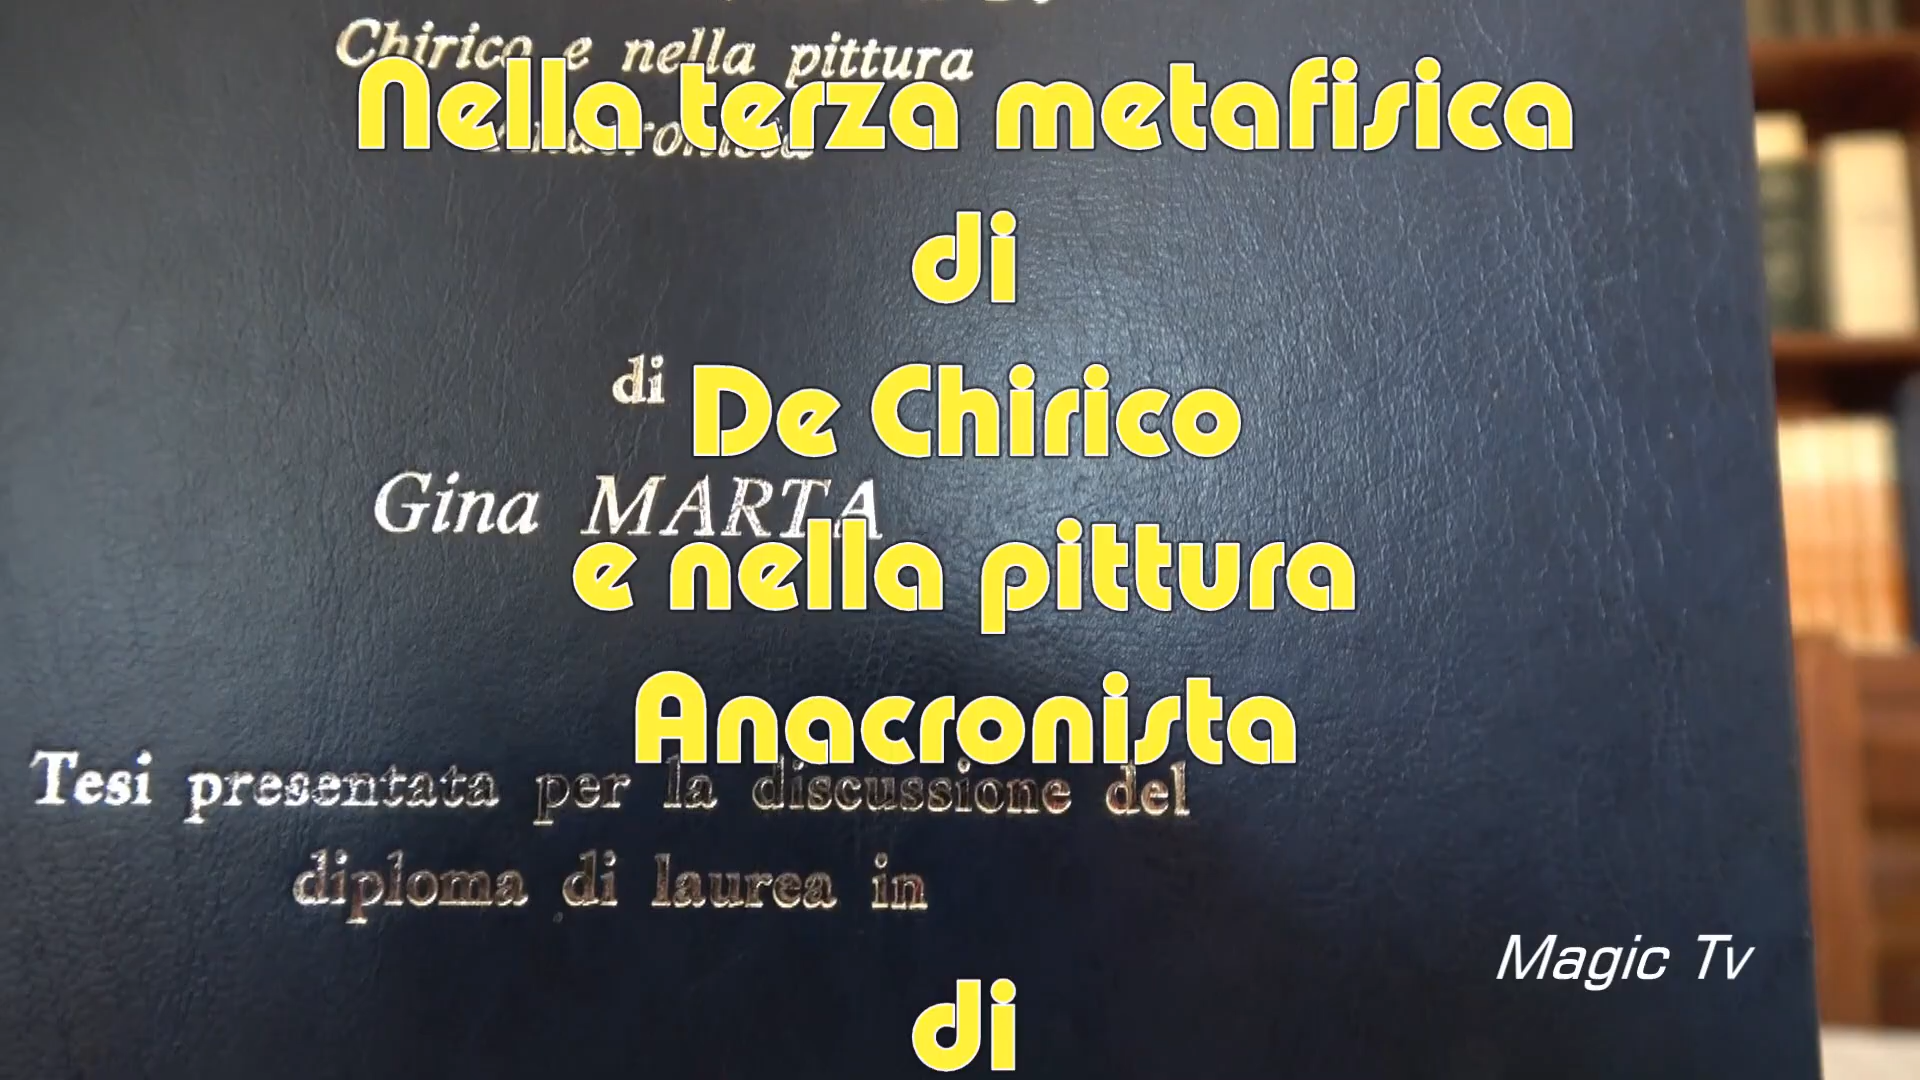 Chirico e nella pittura
Nella terza metafisica
di
di
De Chirico
Gina MARTA
e nella pittura
Anacronista
Tesi presentata per la discussione del
diploma di laurea in
Magic Tv
di